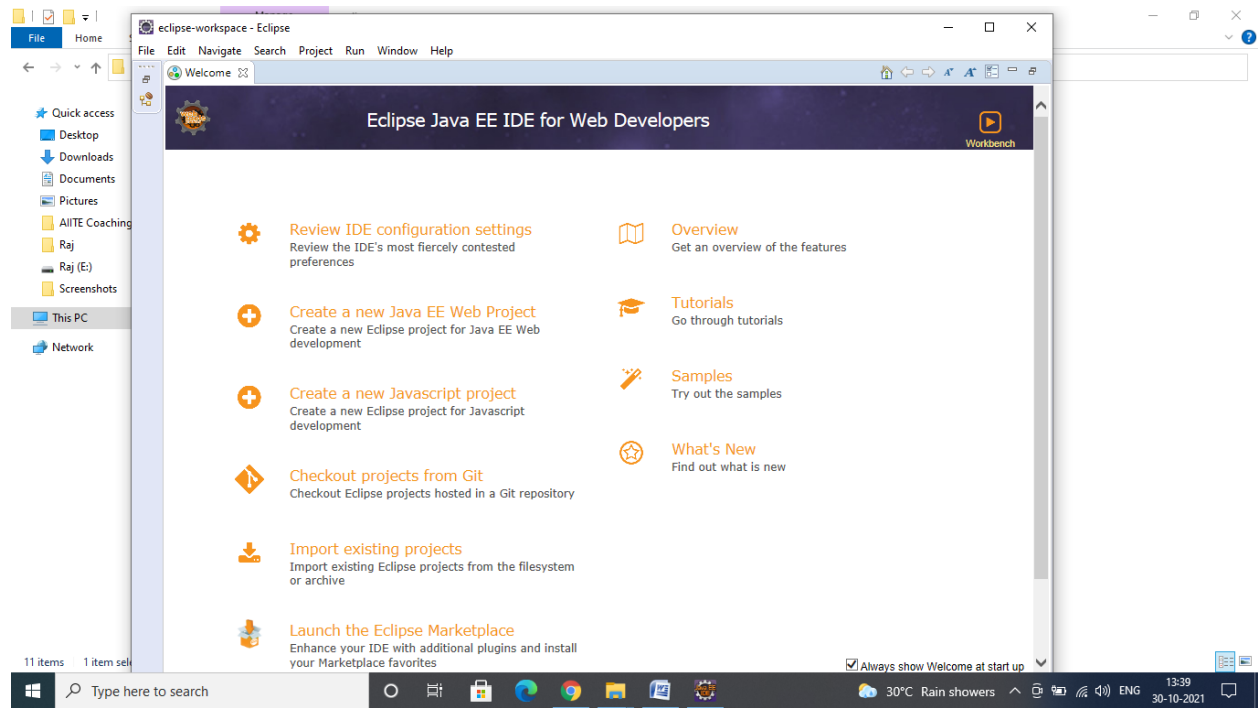 eclipse-workspace - Eclipse
File
Home
File Edit Navigate Search Project Run Window Help
Welcome
Quick access
Desktop
Downloads
Documents
Pictures
AIITE Coaching
Raj
Raj (E:)
Screenshots
This PC
Network
Eclipse Java EE IDE for Web Developers
Workbench
Review IDE configuration settings
Review the IDE's most fiercely contested
preferences
Create a new Java EE Web Project
Create a new Eclipse project for Java EE Web
development
Create a new Javascript project
Create a new Eclipse project for Javascript
development
Checkout projects from Git
Checkout Eclipse projects hosted in a Git repository
Import existing projects
Import existing Eclipse projects from the filesystem
or archive
Launch the Eclipse Marketplace
Enhance your IDE with additional plugins and install
your Marketplace favorites
Overview
Get an overview of the features
Tutorials
Go through tutorials
Samples
Try out the samples
What's New
Find out what is new
Always show Welcome at start up
11 items 1 item sel
Type here to search
30°C Rain showers
ENG
13:39
30-10-2021